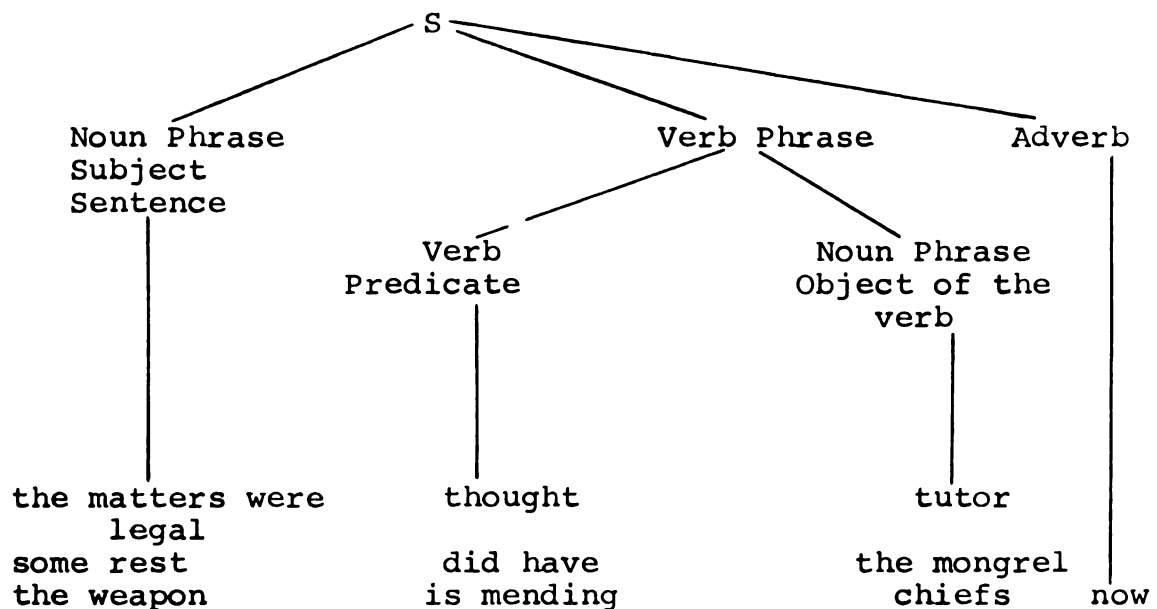 S
Noun Phrase Verb Phrase Adverb
Subject
Sentence
Verb Noun Phrase
Predicate Object of the
verb
the matters were thought tutor
legal
some rest did have the mongrel
the weapon is mending chiefs now